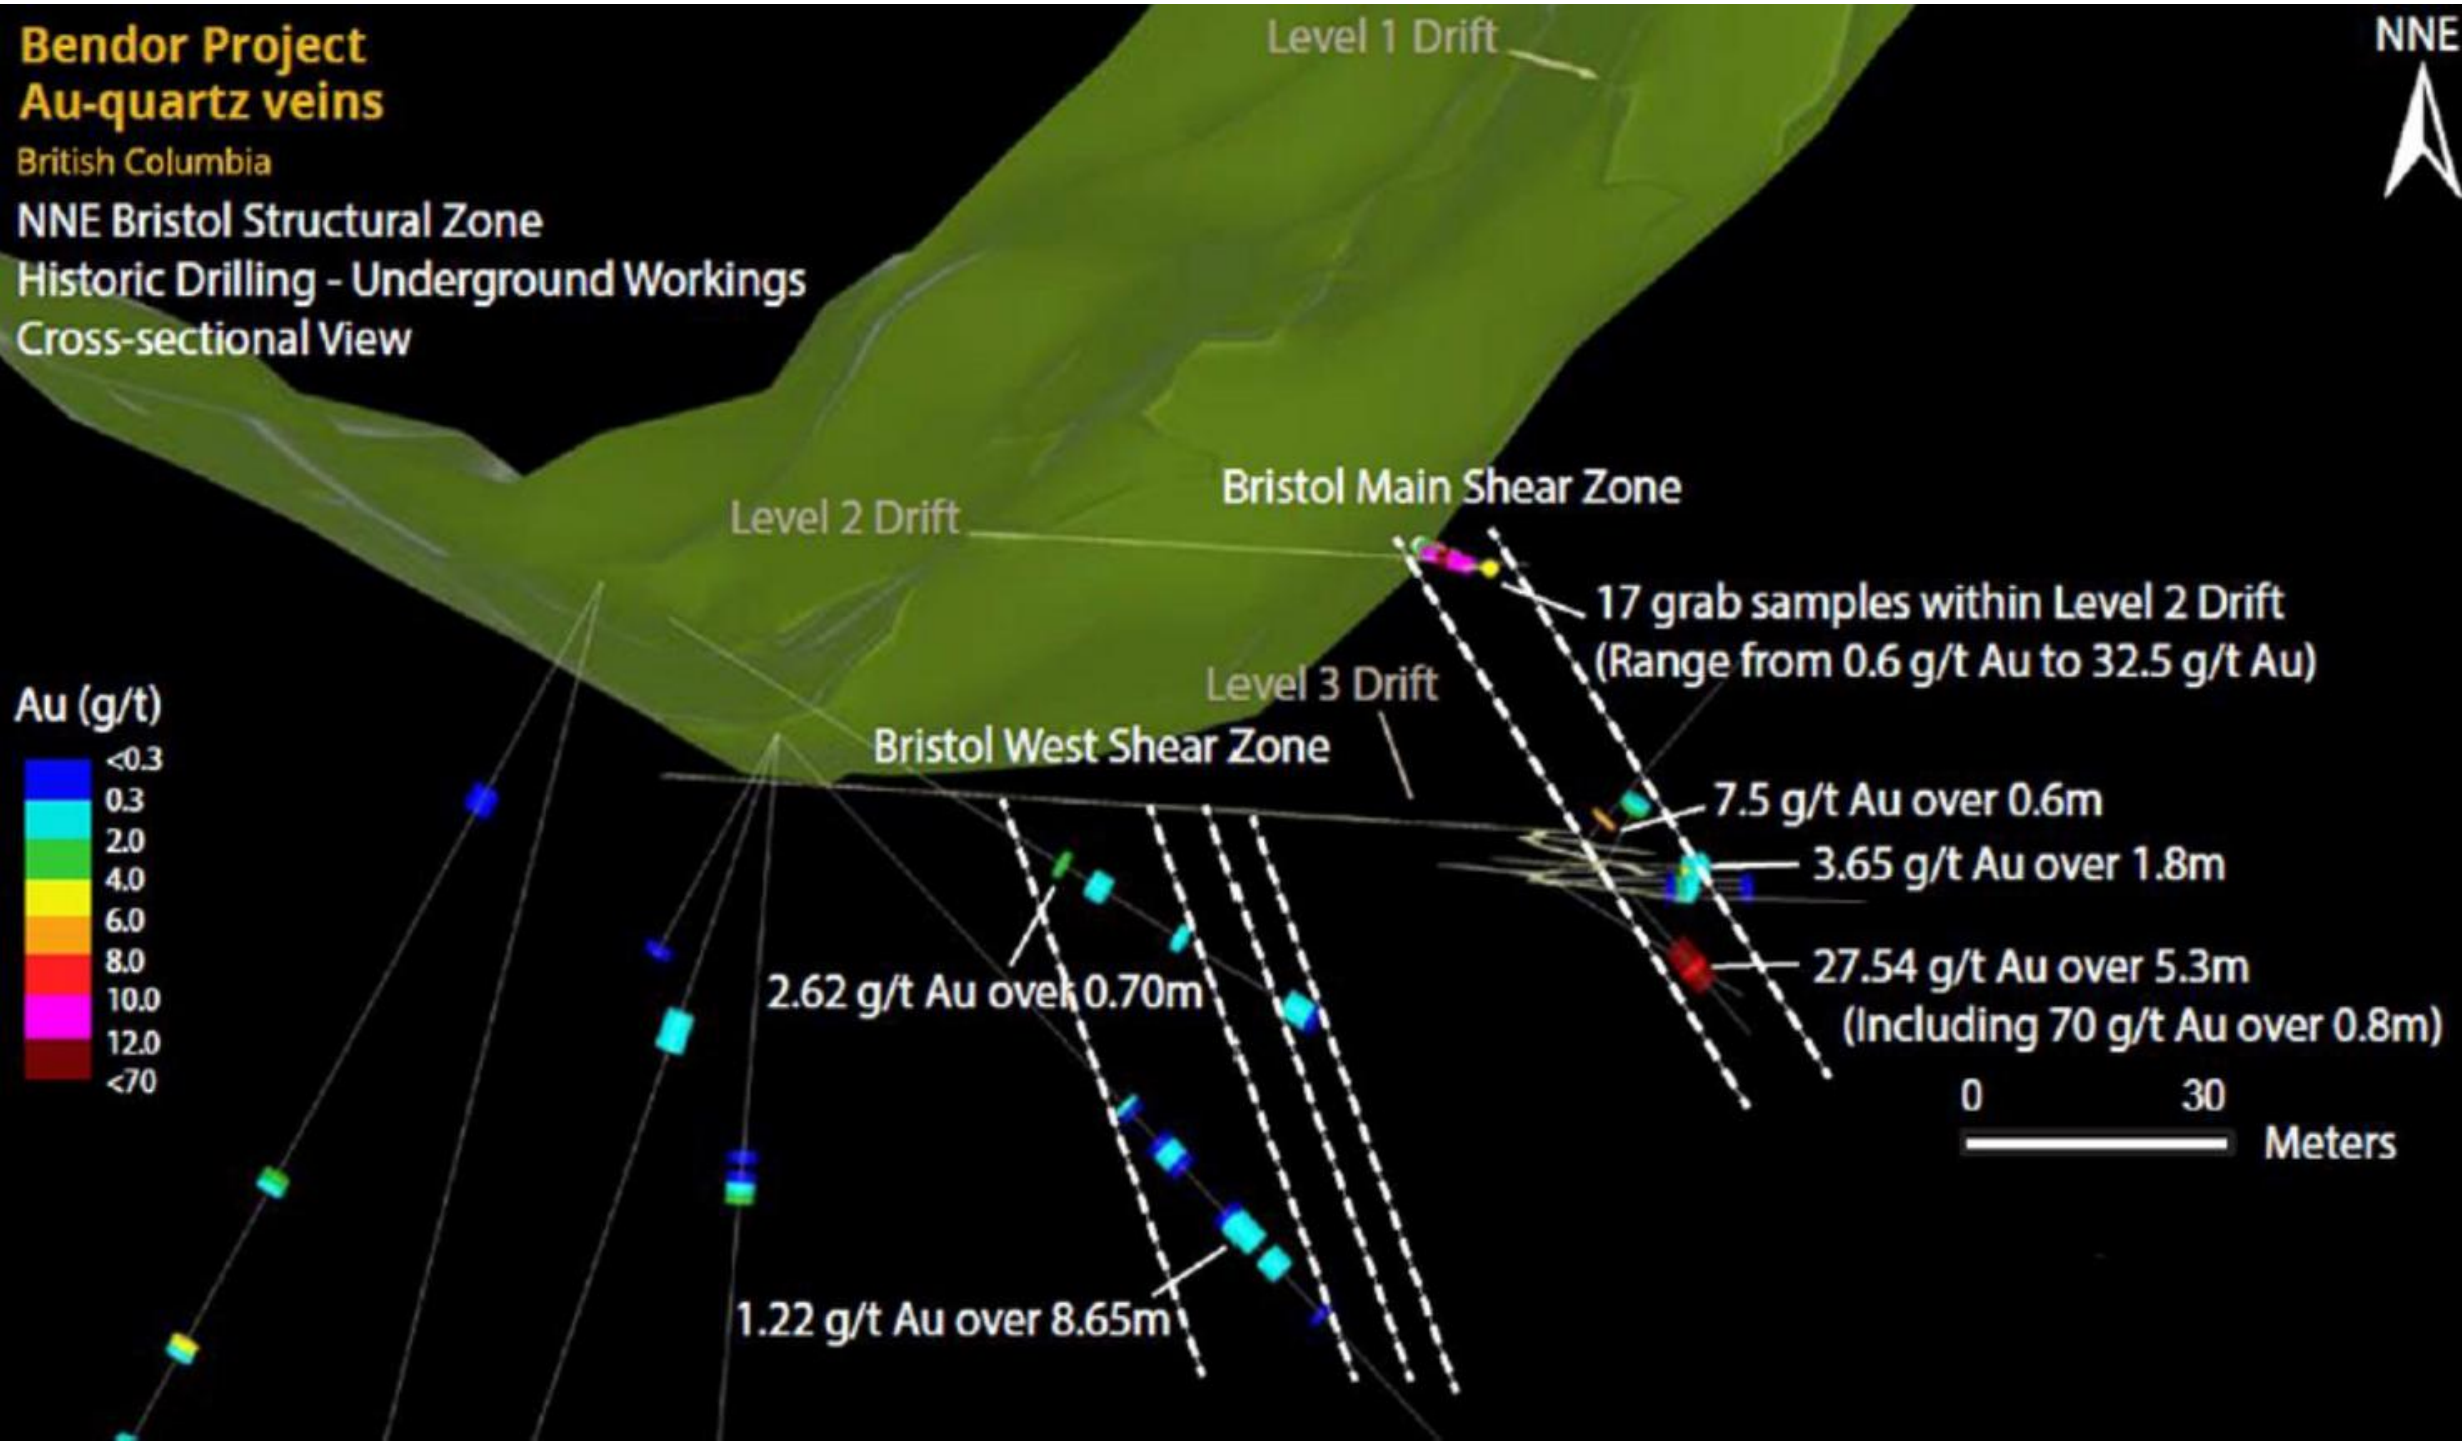 Bendor Project
Au-quartz veins
British Columbia
NNE Bristol Structural Zone
Historic Drilling - Underground Workings
Cross-sectional View
Level 1 Drift
NNE
Level 2 Drift
Bristol Main Shear Zone
17 grab samples within Level 2 Drift
(Range from 0.6 g/t Au to 32.5 g/t Au)
Level 3 Drift
Bristol West Shear Zone
7.5 g/t Au over 0.6m
3.65 g/t Au over 1.8m
27.54 g/t Au over 5.3m
(Including 70 g/t Au over 0.8m)
2.62 g/t Au over 0.70m
1.22 g/t Au over 8.65m
Au (g/t)
<0.3
0.3
2.0
4.0
6.0
8.0
10.0
12.0
<70
0 30
Meters